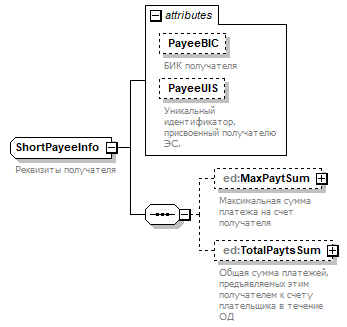 attributes
PayeeBIC
БИК получателя
PayeeUIS
Уникальный
идентификатор,
присвоенный получателю
ЭС.
ShortPayeeInfo
Реквизиты получателя
ed:MaxPaytSum
Максимальная сумма
платежа на счет
получателя
ed:TotalPaytsSum
Общая сумма платежей,
предъявляемых этим
получателем к счету
плательщика в течение
ОД